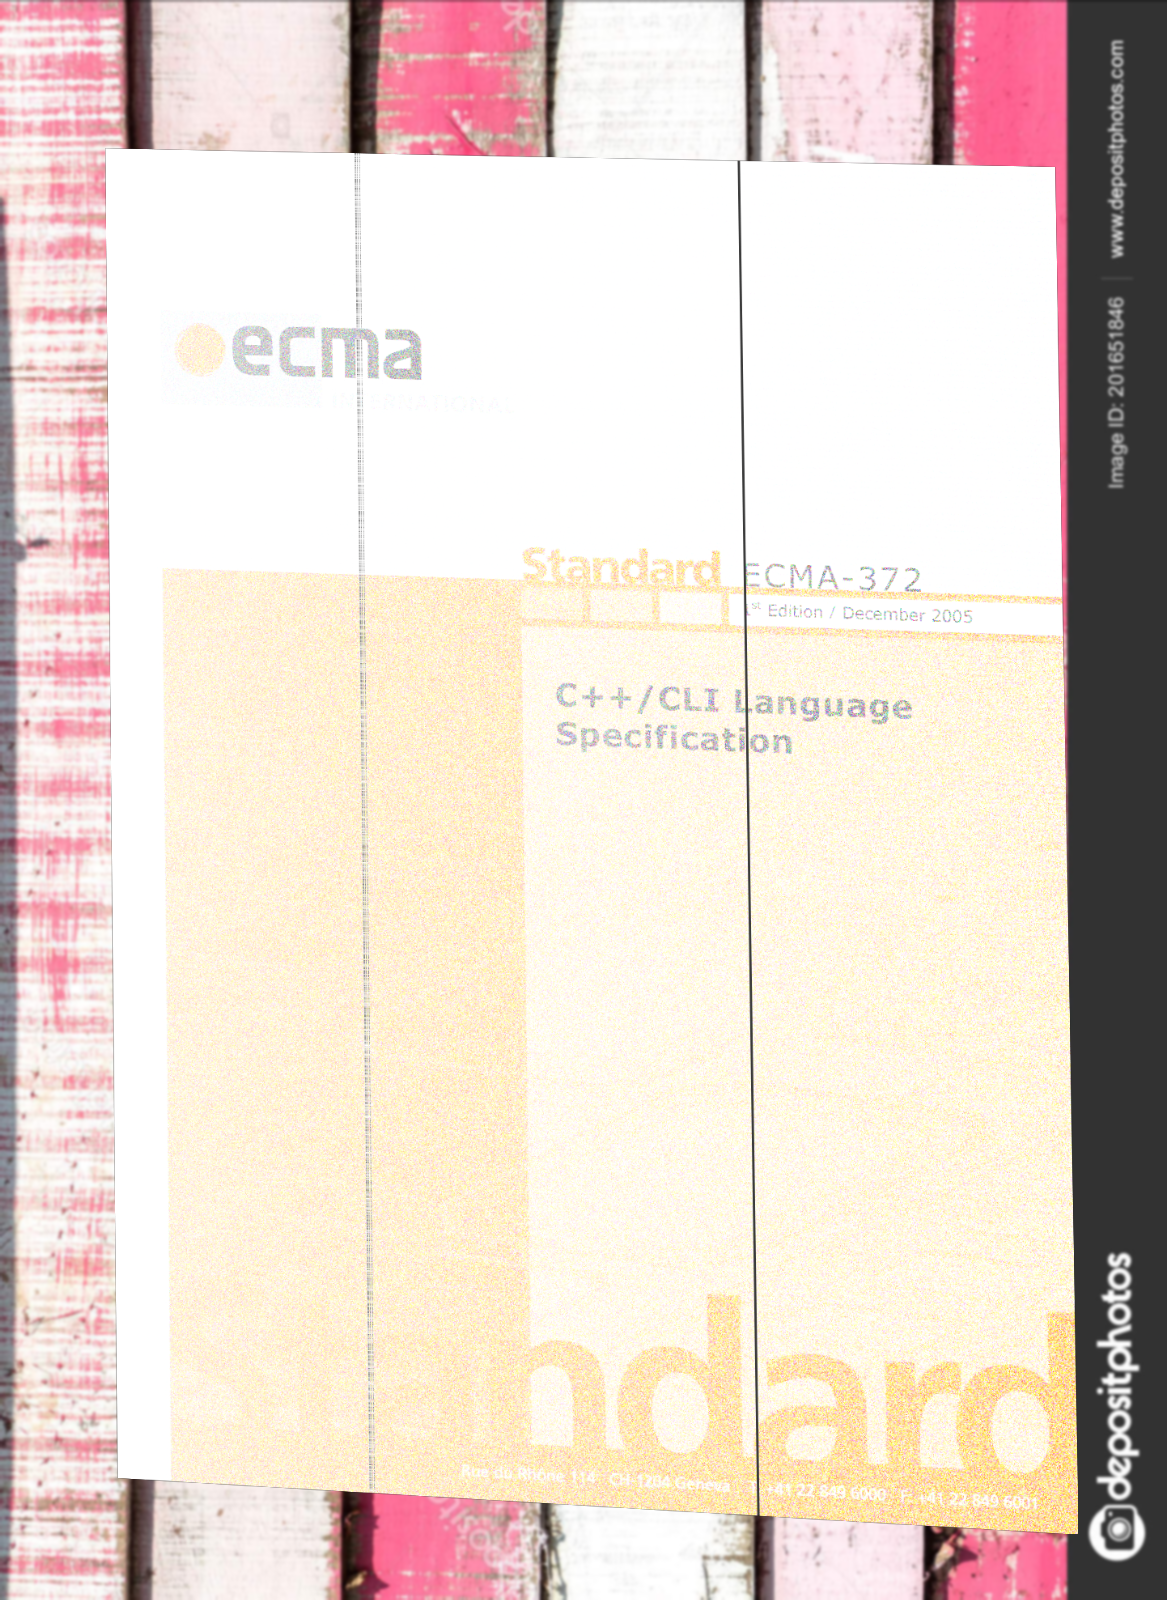 ecma
INTERNATIONAL
Standard ECMA-372
1st Edition / December 2005
C++/CLI Language
Specification
ndard
Rue du Rhône 114 CH-1204 Geneva T: +41 22 849 6000 F: +41 22 849 6001
Image ID: 201651846 www.depositphotos.com
depositphotos